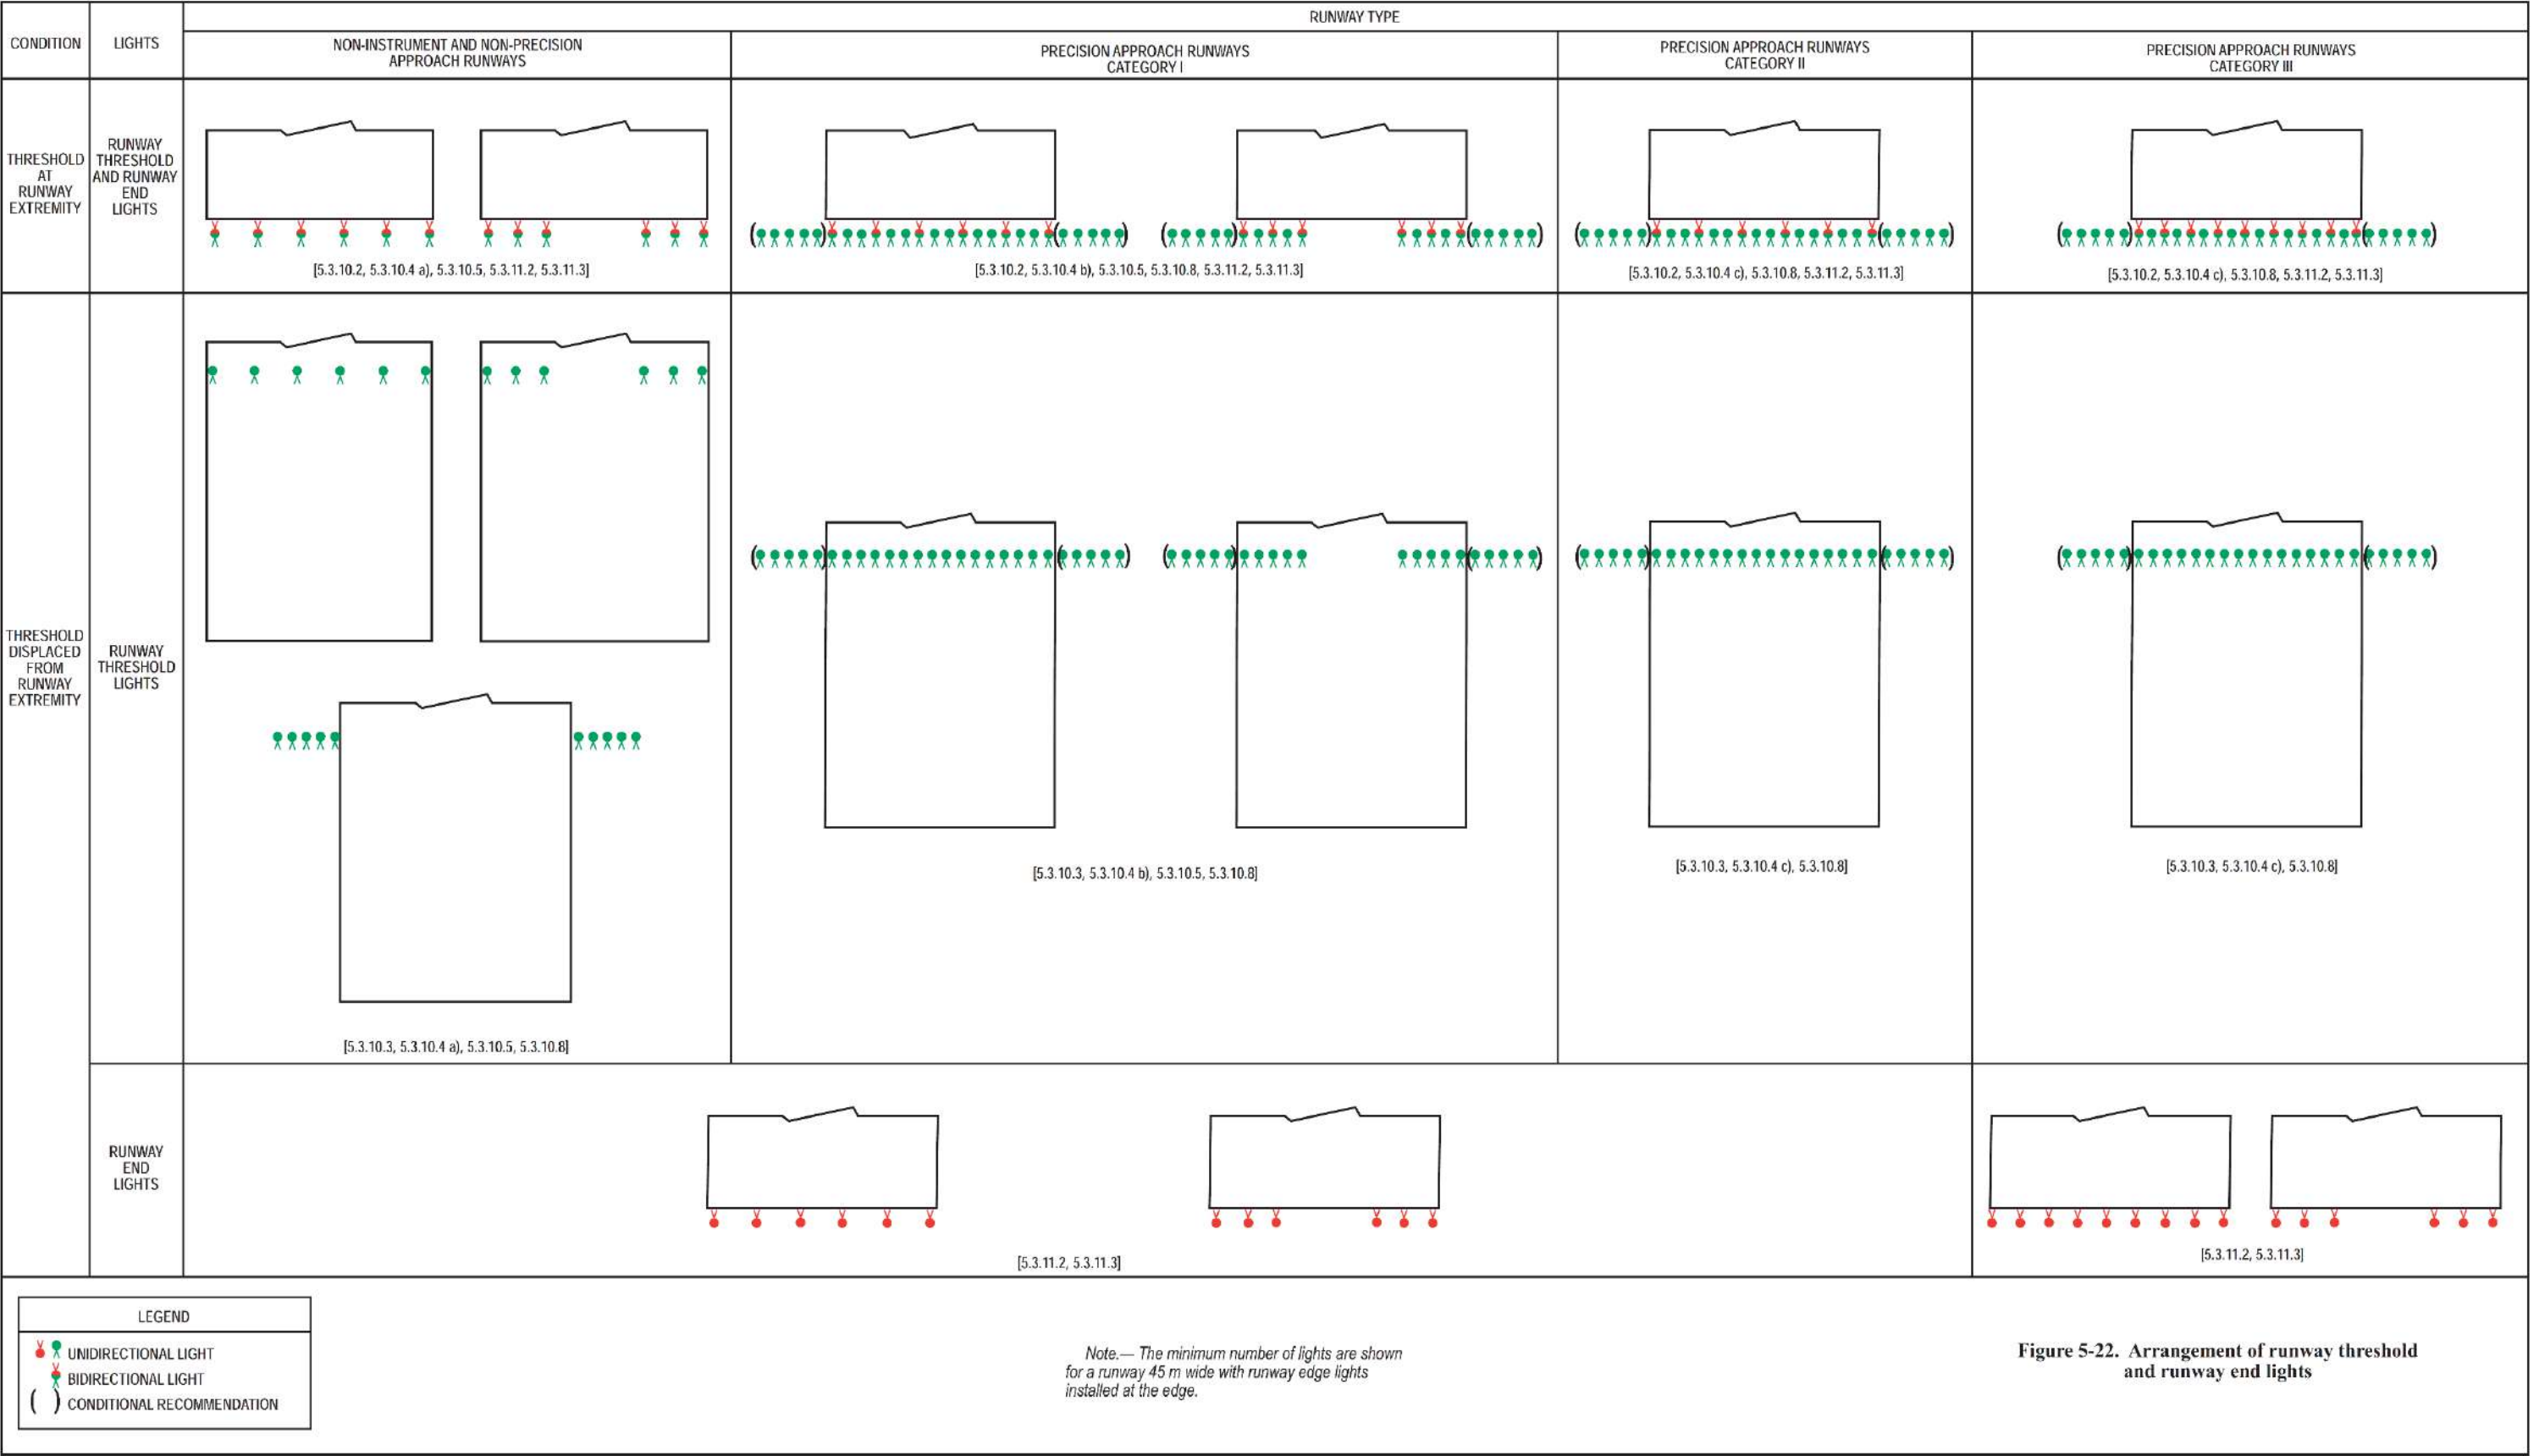 RUNWAY TYPE
CONDITION
LIGHTS
NON-INSTRUMENT AND NON-PRECISION
APPROACH RUNWAYS
PRECISION APPROACH RUNWAYS
CATEGORY I
PRECISION APPROACH RUNWAYS
CATEGORY II
PRECISION APPROACH RUNWAYS
CATEGORY III
THRESHOLD
AT
RUNWAY
EXTREMITY
RUNWAY
THRESHOLD
AND RUNWAY
END
LIGHTS
[5.3.10.2, 5.3.10.4 a), 5.3.10.5, 5.3.11.2, 5.3.11.3]
[5.3.10.2, 5.3.10.4 b), 5.3.10.5, 5.3.10.8, 5.3.11.2, 5.3.11.3]
[5.3.10.2, 5.3.10.4 c), 5.3.10.8, 5.3.11.2, 5.3.11.3]
[5.3.10.2, 5.3.10.4 c), 5.3.10.8, 5.3.11.2, 5.3.11.3]
THRESHOLD
DISPLACED
FROM
RUNWAY
EXTREMITY
RUNWAY
THRESHOLD
LIGHTS
[5.3.10.3, 5.3.10.4 a), 5.3.10.5, 5.3.10.8]
[5.3.10.3, 5.3.10.4 b), 5.3.10.5, 5.3.10.8]
[5.3.10.3, 5.3.10.4 c), 5.3.10.8]
[5.3.10.3, 5.3.10.4 c), 5.3.10.8]
RUNWAY
END
LIGHTS
[5.3.11.2, 5.3.11.3]
[5.3.11.2, 5.3.11.3]
LEGEND
UNIDIRECTIONAL LIGHT
BIDIRECTIONAL LIGHT
( ) CONDITIONAL RECOMMENDATION
Note.— The minimum number of lights are shown
for a runway 45 m wide with runway edge lights
installed at the edge.
Figure 5-22. Arrangement of runway threshold
and runway end lights